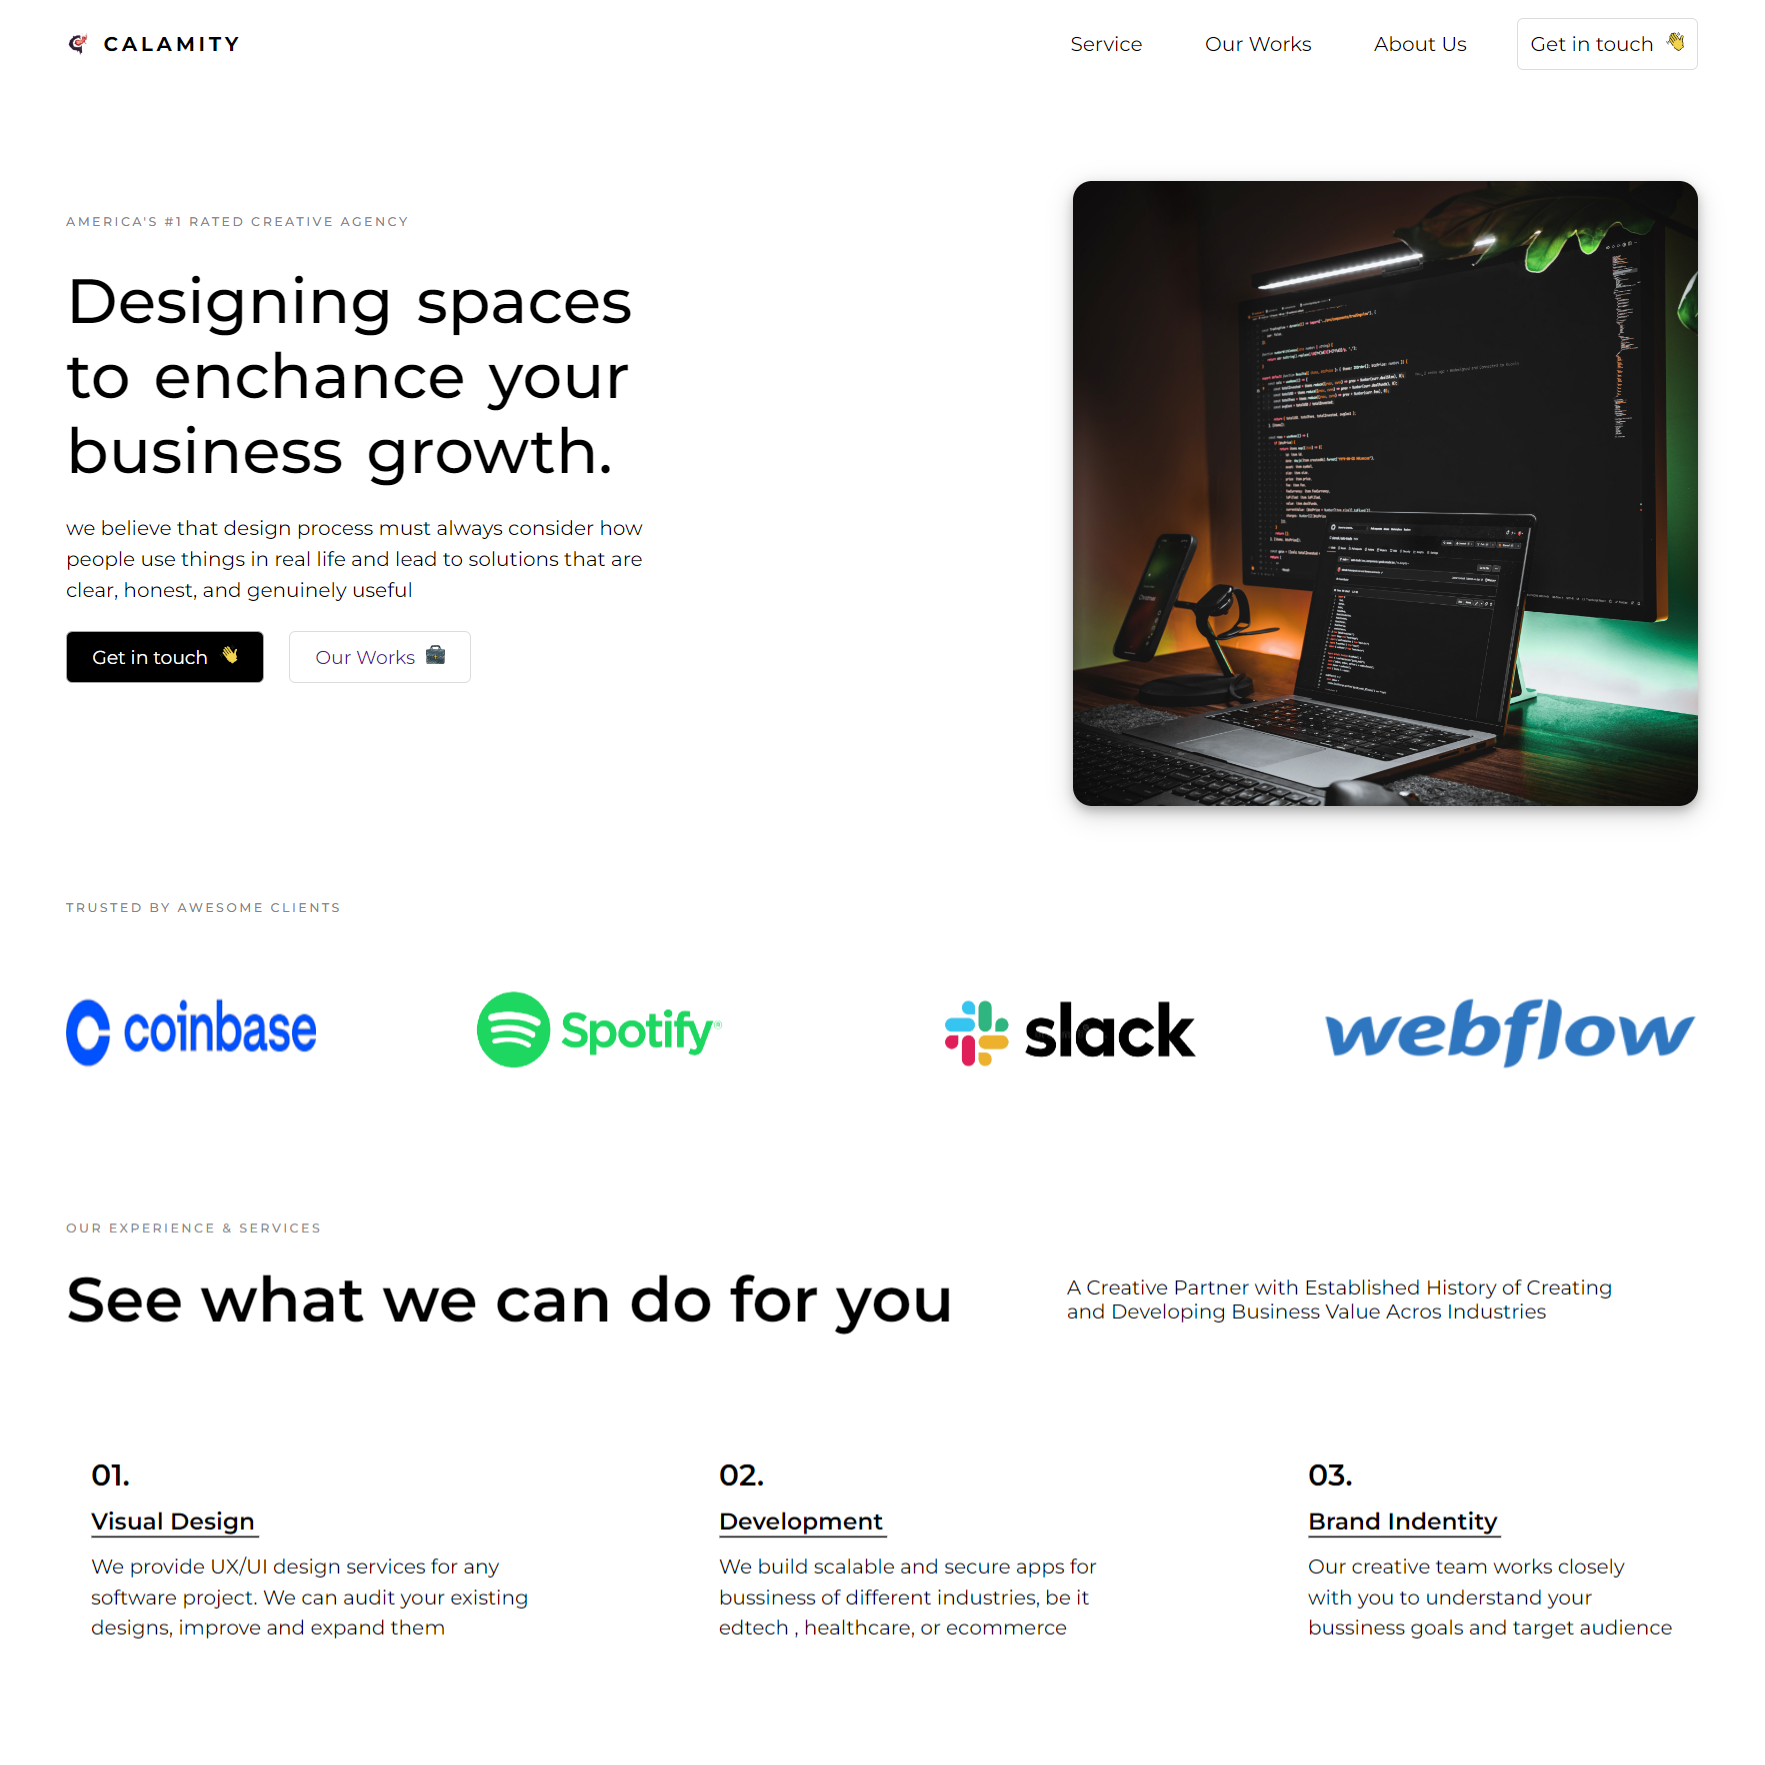 CALAMITY
Service
Our Works
About Us
Get in touch 👋
AMERICA'S #1 RATED CREATIVE AGENCY
Designing spaces
to enchance your
business growth.
we believe that design process must always consider how
people use things in real life and lead to solutions that are
clear, honest, and genuinely useful
Get in touch 👋
Our Works 💼
TRUSTED BY AWESOME CLIENTS
coinbase
Spotify®
slack
webflow
OUR EXPERIENCE & SERVICES
See what we can do for you
A Creative Partner with Established History of Creating
and Developing Business Value Acros Industries
01.
Visual Design
We provide UX/UI design services for any
software project. We can audit your existing
designs, improve and expand them
02.
Development
We build scalable and secure apps for
bussiness of different industries, be it
edtech , healthcare, or ecommerce
03.
Brand Indentity
Our creative team works closely
with you to understand your
bussiness goals and target audience